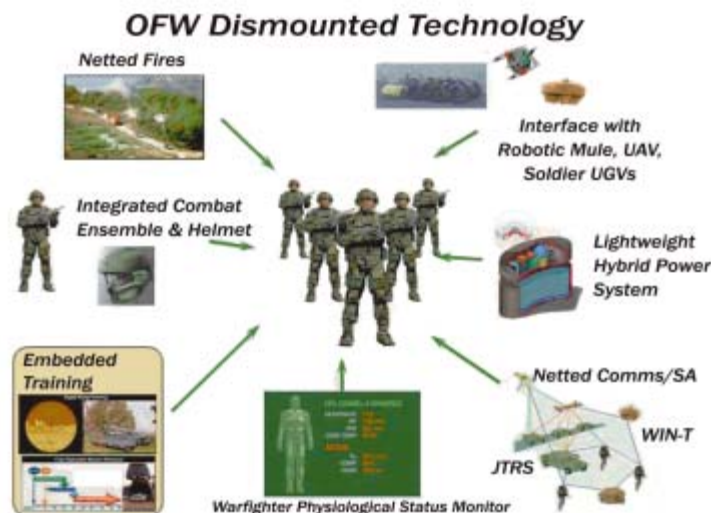 OFW Dismounted Technology
Netted Fires
Interface with
Robotic Mule, UAV,
Soldier UGVs
Integrated Combat
Ensemble & Helmet
Lightweight
Hybrid Power
System
Embedded
Training
Netted Comms/SA
WIN-T
JTRS
Warfighter Physiological Status Monitor